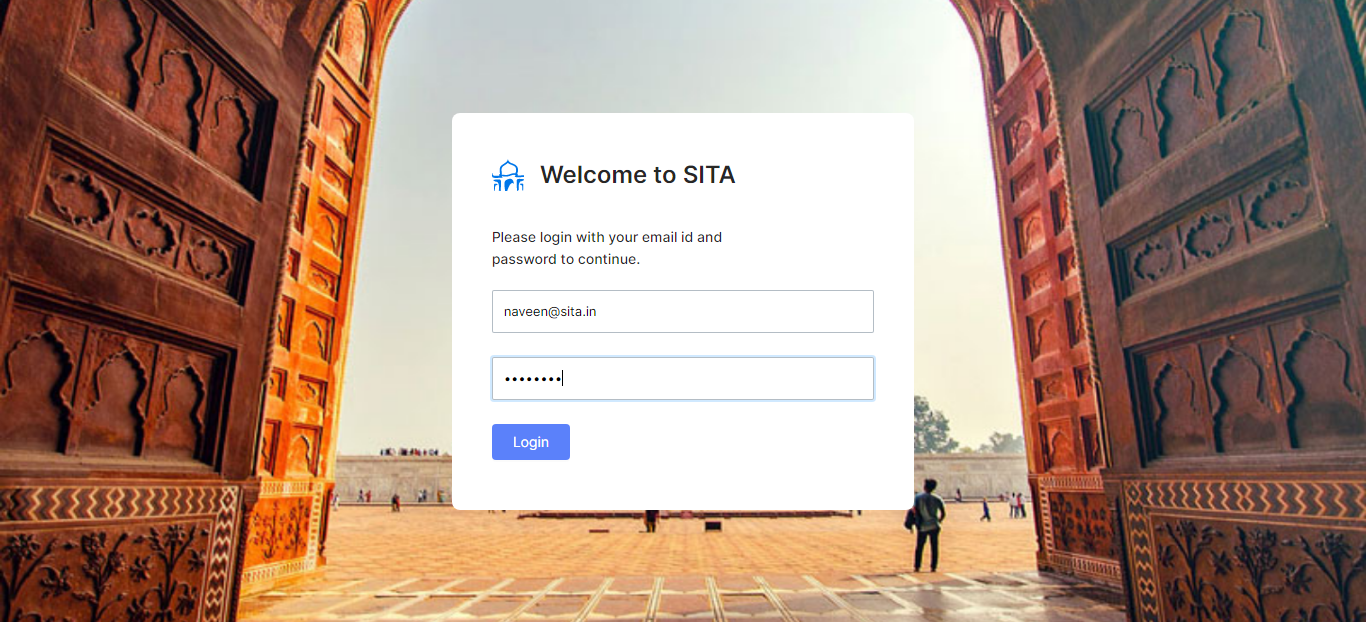 Welcome to SITA
Please login with your email id and
password to continue.
naveen@sita.in
••••••••
Login